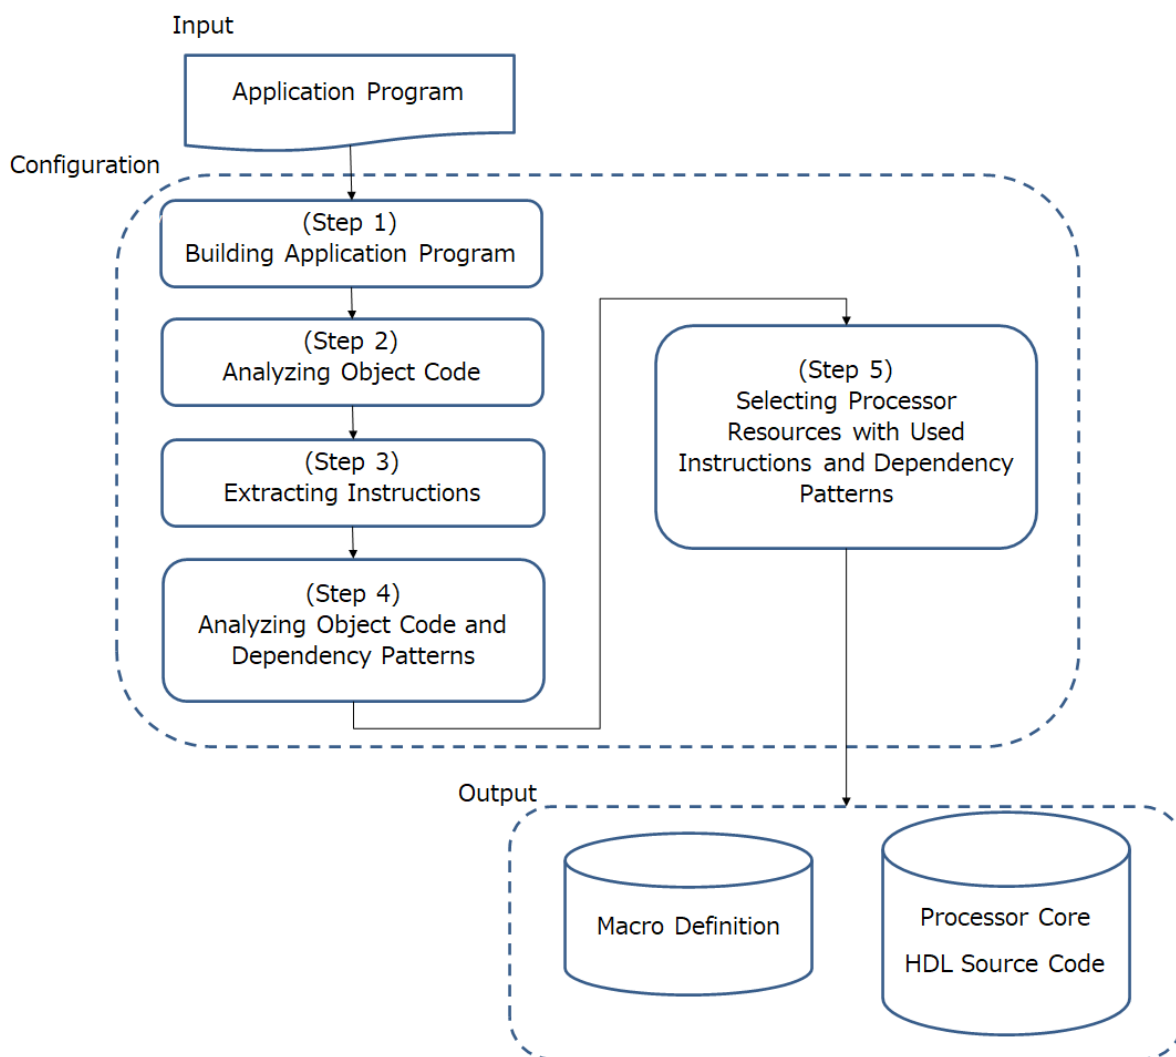 Input
Application Program
Configuration
(Step 1)
Building Application Program
(Step 2)
Analyzing Object Code
(Step 3)
Extracting Instructions
(Step 4)
Analyzing Object Code and
Dependency Patterns
(Step 5)
Selecting Processor
Resources with Used
Instructions and Dependency
Patterns
Output
Macro Definition
Processor Core
HDL Source Code